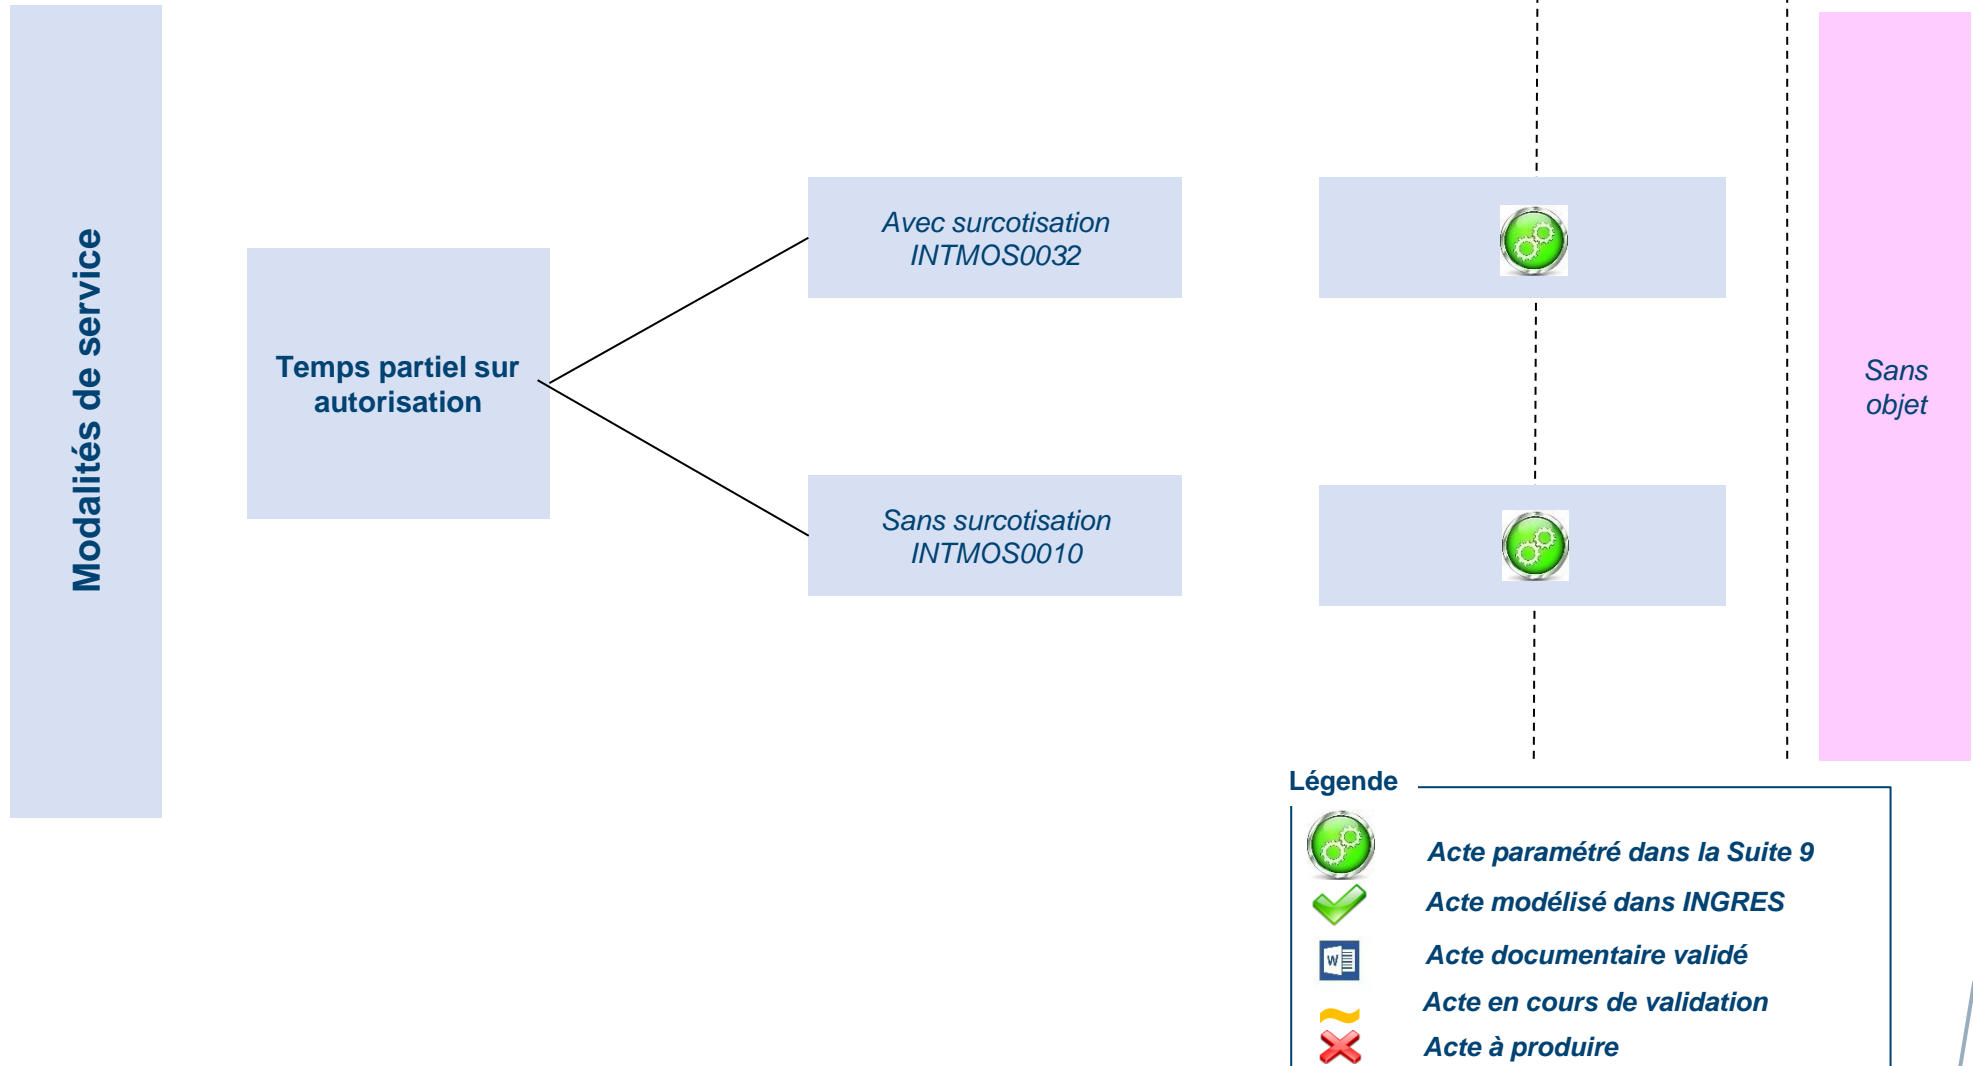 Modalités de service
Temps partiel sur
autorisation
Avec surcotisation
INTMOS0032
Sans surcotisation
INTMOS0010
Sans
objet
Légende
Acte paramétré dans la Suite 9
Acte modélisé dans INGRES
W
Acte documentaire validé
Acte en cours de validation
Acte à produire